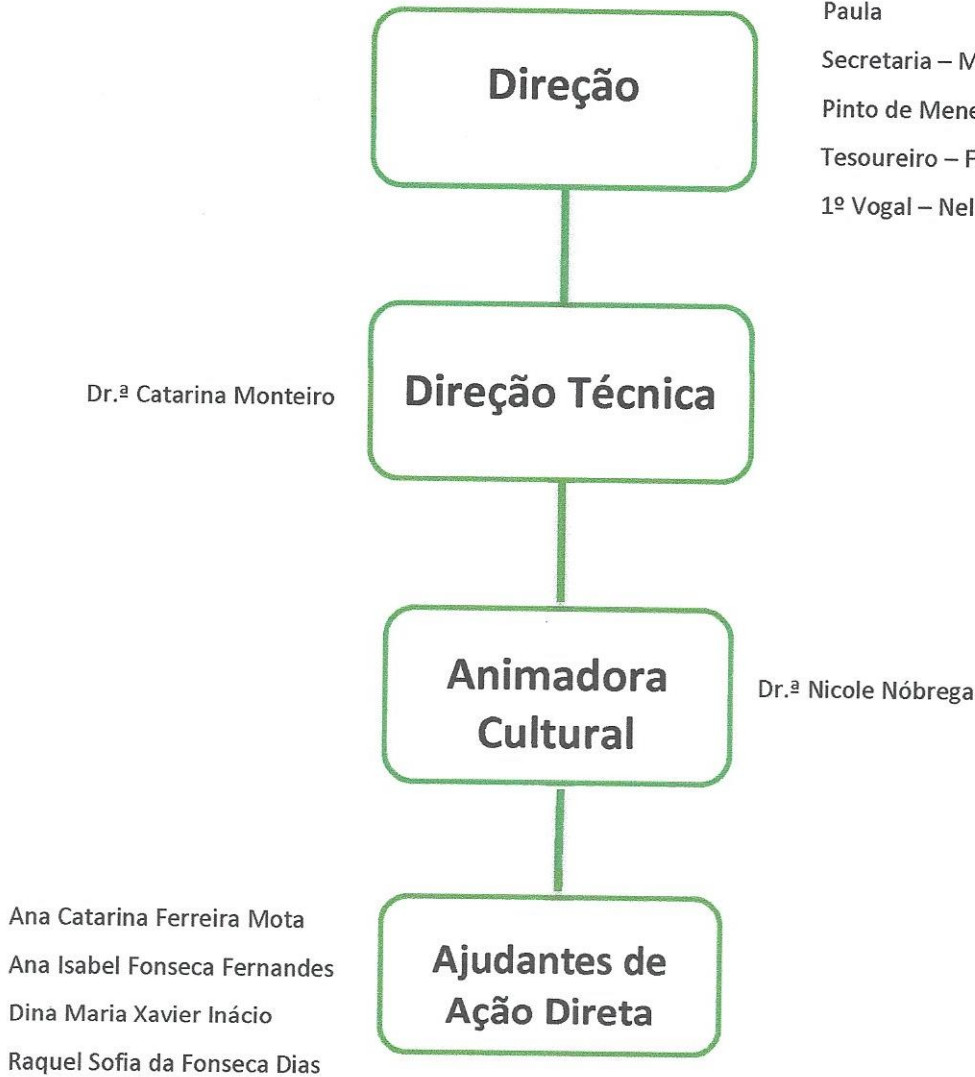 Paula
Direção
Secretaria –
Pinto de
Tesoureiro –
1º Vogal –
Dr.ª Catarina Monteiro
Direção Técnica
Animadora
Cultural
Dr.ª Nicole Nóbrega
Ana Catarina Ferreira Mota
Ana Isabel Fonseca Fernandes
Dina Maria Xavier Inácio
Raquel Sofia da Fonseca Dias
Ajudantes de
Ação Direta